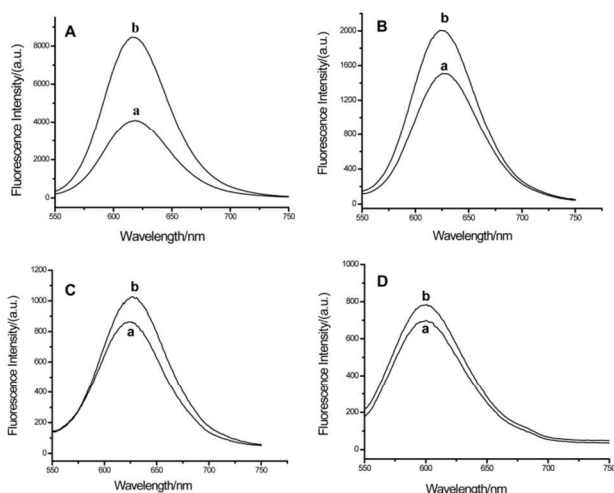 A
b
a
Fluorescence Intensity/(a.u.)
8000
6000
4000
2000
0
550 600 650 700 750
Wavelength/nm
B
b
a
Fluorescence Intensity/(a.u.)
2000
1600
1200
800
400
0
550 600 650 700 750
Wavelength/nm
C
b
a
Fluorescence Intensity/(a.u.)
1200
1000
800
600
400
200
0
550 600 650 700 750
Wavelength/nm
D
b
a
Fluorescence Intensity/(a.u.)
1000
800
600
400
200
0
550 600 650 700 750
Wavelength/nm